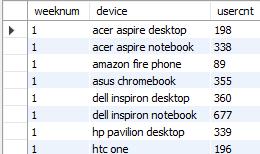 weeknum device usercnt
1 acer aspire desktop 198
1 acer aspire notebook 338
1 amazon fire phone 89
1 asus chromebook 355
1 dell inspiron desktop 360
1 dell inspiron notebook 677
1 hp pavilion desktop 339
1 htc one 196